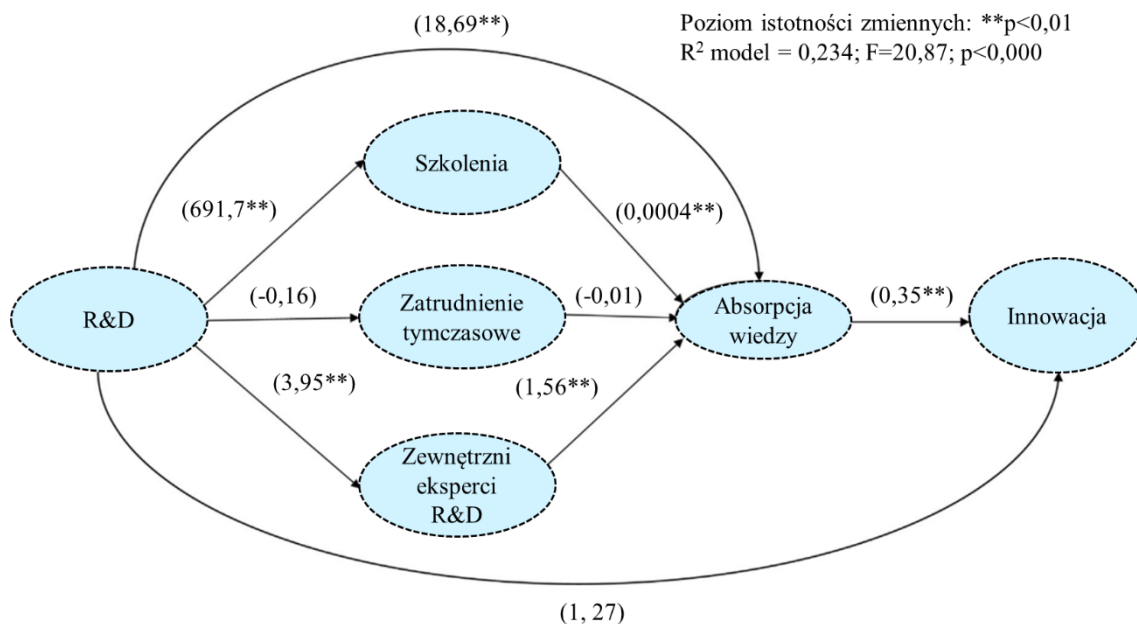 (18,69**)
Poziom istotności zmiennych: **p<0,01
R² model = 0,234; F=20,87; p<0,000
Szkolenia
(691,7**)
(0,0004**)
R&D
(-0,16)
Zatrudnienie
tymczasowe
(-0,01)
Absorpcja
wiedzy
(0,35**)
Innowacja
(3,95**)
(1,56**)
Zewnętrzni
eksperci
R&D
(1, 27)